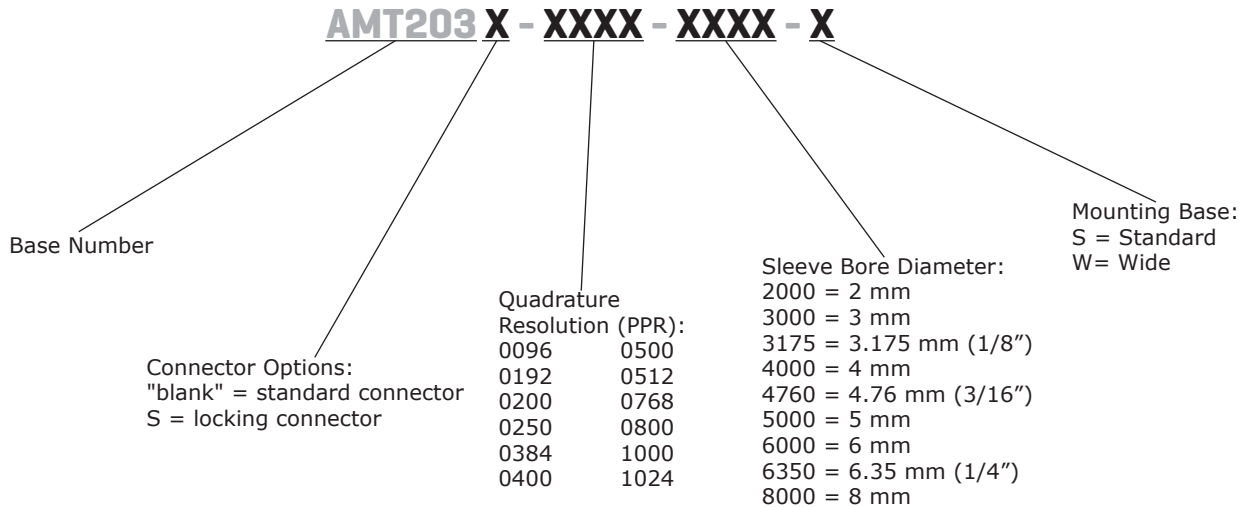 AMT203 X - XXXX - XXXX - X
Base Number
Connector Options:
"blank" = standard connector
S = locking connector
Quadrature
Resolution (PPR):
0096 0500
0192 0512
0200 0768
0250 0800
0384 1000
0400 1024
Sleeve Bore Diameter:
2000 = 2 mm
3000 = 3 mm
3175 = 3.175 mm (1/8”)
4000 = 4 mm
4760 = 4.76 mm (3/16”)
5000 = 5 mm
6000 = 6 mm
6350 = 6.35 mm (1/4”)
8000 = 8 mm
Mounting Base:
S = Standard
W= Wide